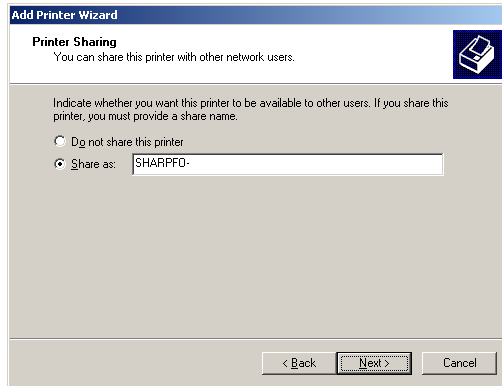 Add Printer Wizard
Printer Sharing
You can share this printer with other network users.
Indicate whether you want this printer to be available to other users. If you share this
printer, you must provide a share name.
Do not share this printer
Share as: SHARPFO-
< Back Next > Cancel